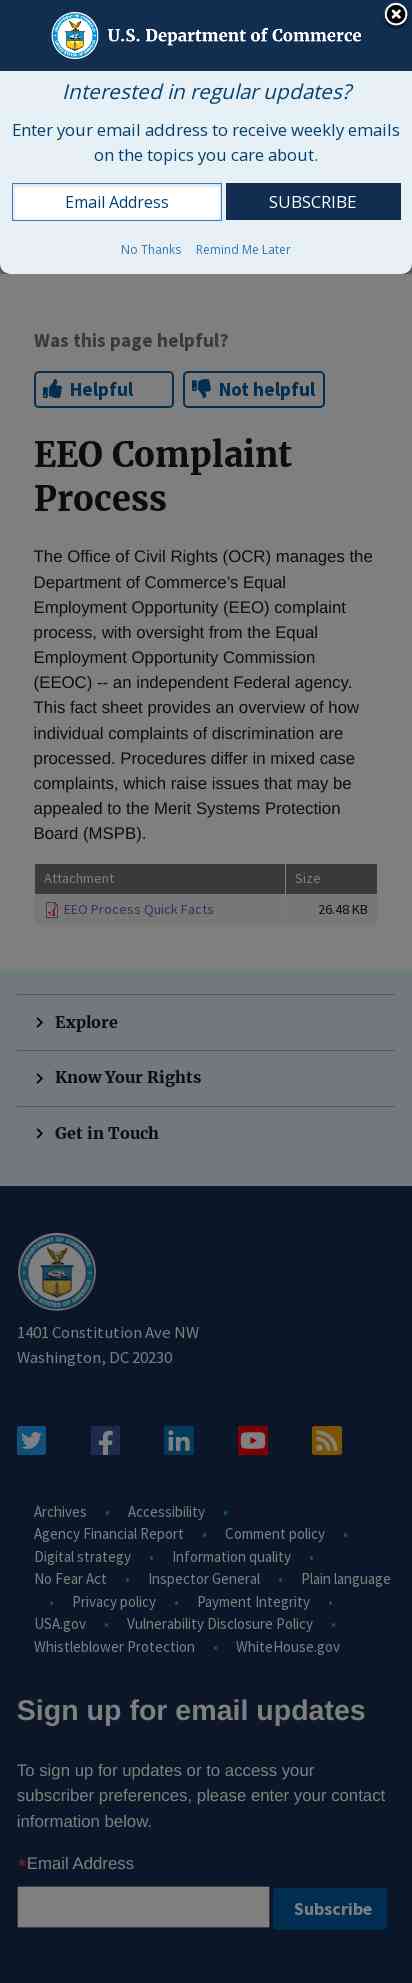 U.S. Department of Commerce
Interested in regular updates?
Enter your email address to receive weekly emails
on the topics you care about.
Email Address
SUBSCRIBE
No Thanks
Remind Me Later
Was this page helpful?
Helpful
Not helpful
EEO Complaint
Process
The Office of Civil Rights (OCR) manages the
Department of Commerce's Equal
Employment Opportunity (EEO) complaint
process, with oversight from the Equal
Employment Opportunity Commission
(EEOC) -- an independent Federal agency.
This fact sheet provides an overview of how
individual complaints of discrimination are
processed. Procedures differ in mixed case
complaints, which raise issues that may be
appealed to the Merit Systems Protection
Board (MSPB).
Attachment Size
EEO Process Quick Facts 26.48 KB
Explore
Know Your Rights
Get in Touch
1401 Constitution Ave NW
Washington, DC 20230
Archives • Accessibility •
Agency Financial Report • Comment policy •
Digital strategy • Information quality •
No Fear Act • Inspector General • Plain language
• Privacy policy • Payment Integrity •
USA.gov • Vulnerability Disclosure Policy •
Whistleblower Protection • WhiteHouse.gov
Sign up for email updates
To sign up for updates or to access your
subscriber preferences, please enter your contact
information below.
*Email Address
Subscribe